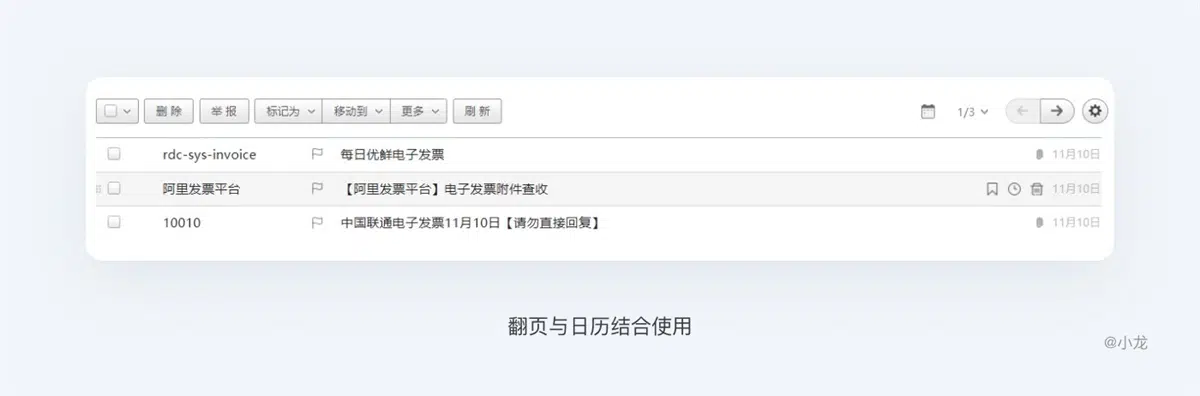 删 除 举 报 标记为 移动到 更多 刷 新 1/3
rdc-sys-invoice 每日优鲜电子发票 11月10日
阿里发票平台 【阿里发票平台】电子发票附件查收 11月10日
10010 中国联通电子发票11月10日【请勿直接回复】 11月10日
翻页与日历结合使用
@小龙